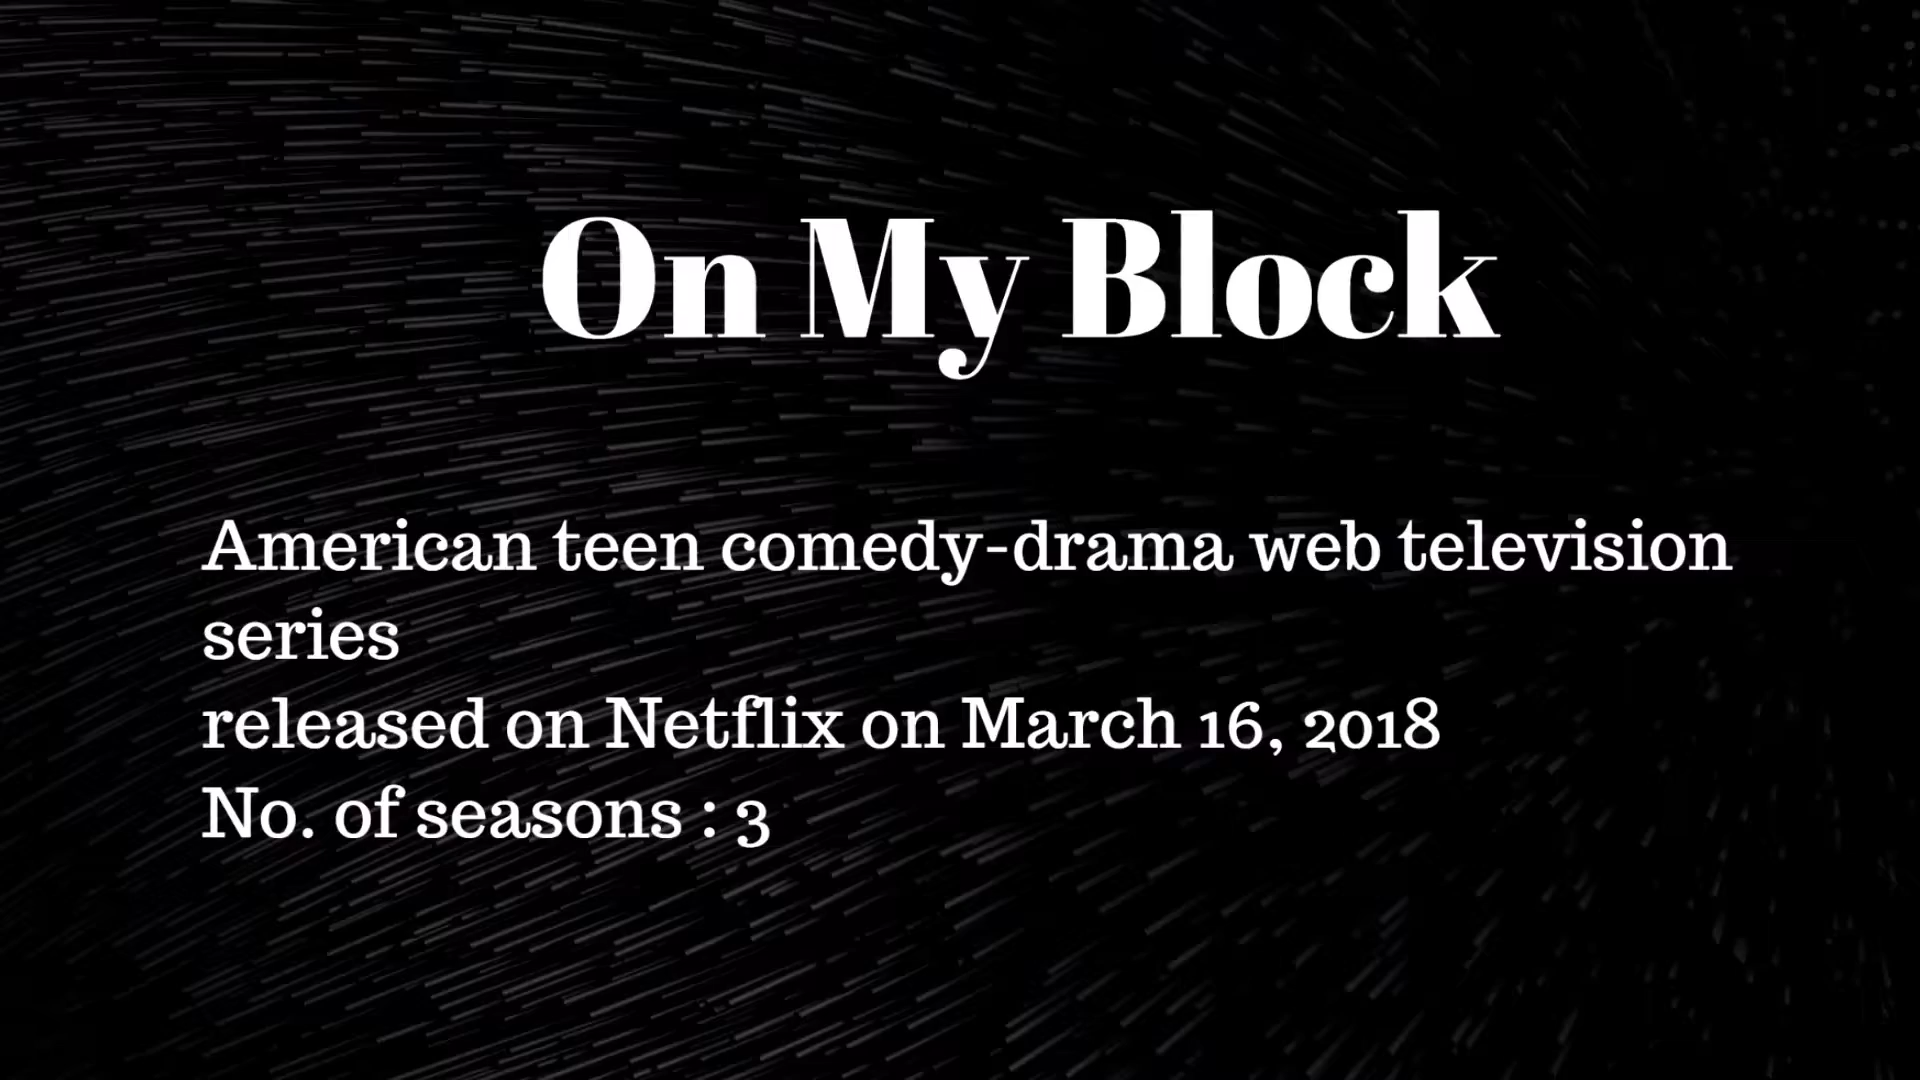 On My Block
American teen comedy-drama web television
series
released on Netflix on March 16, 2018
No. of seasons : 3